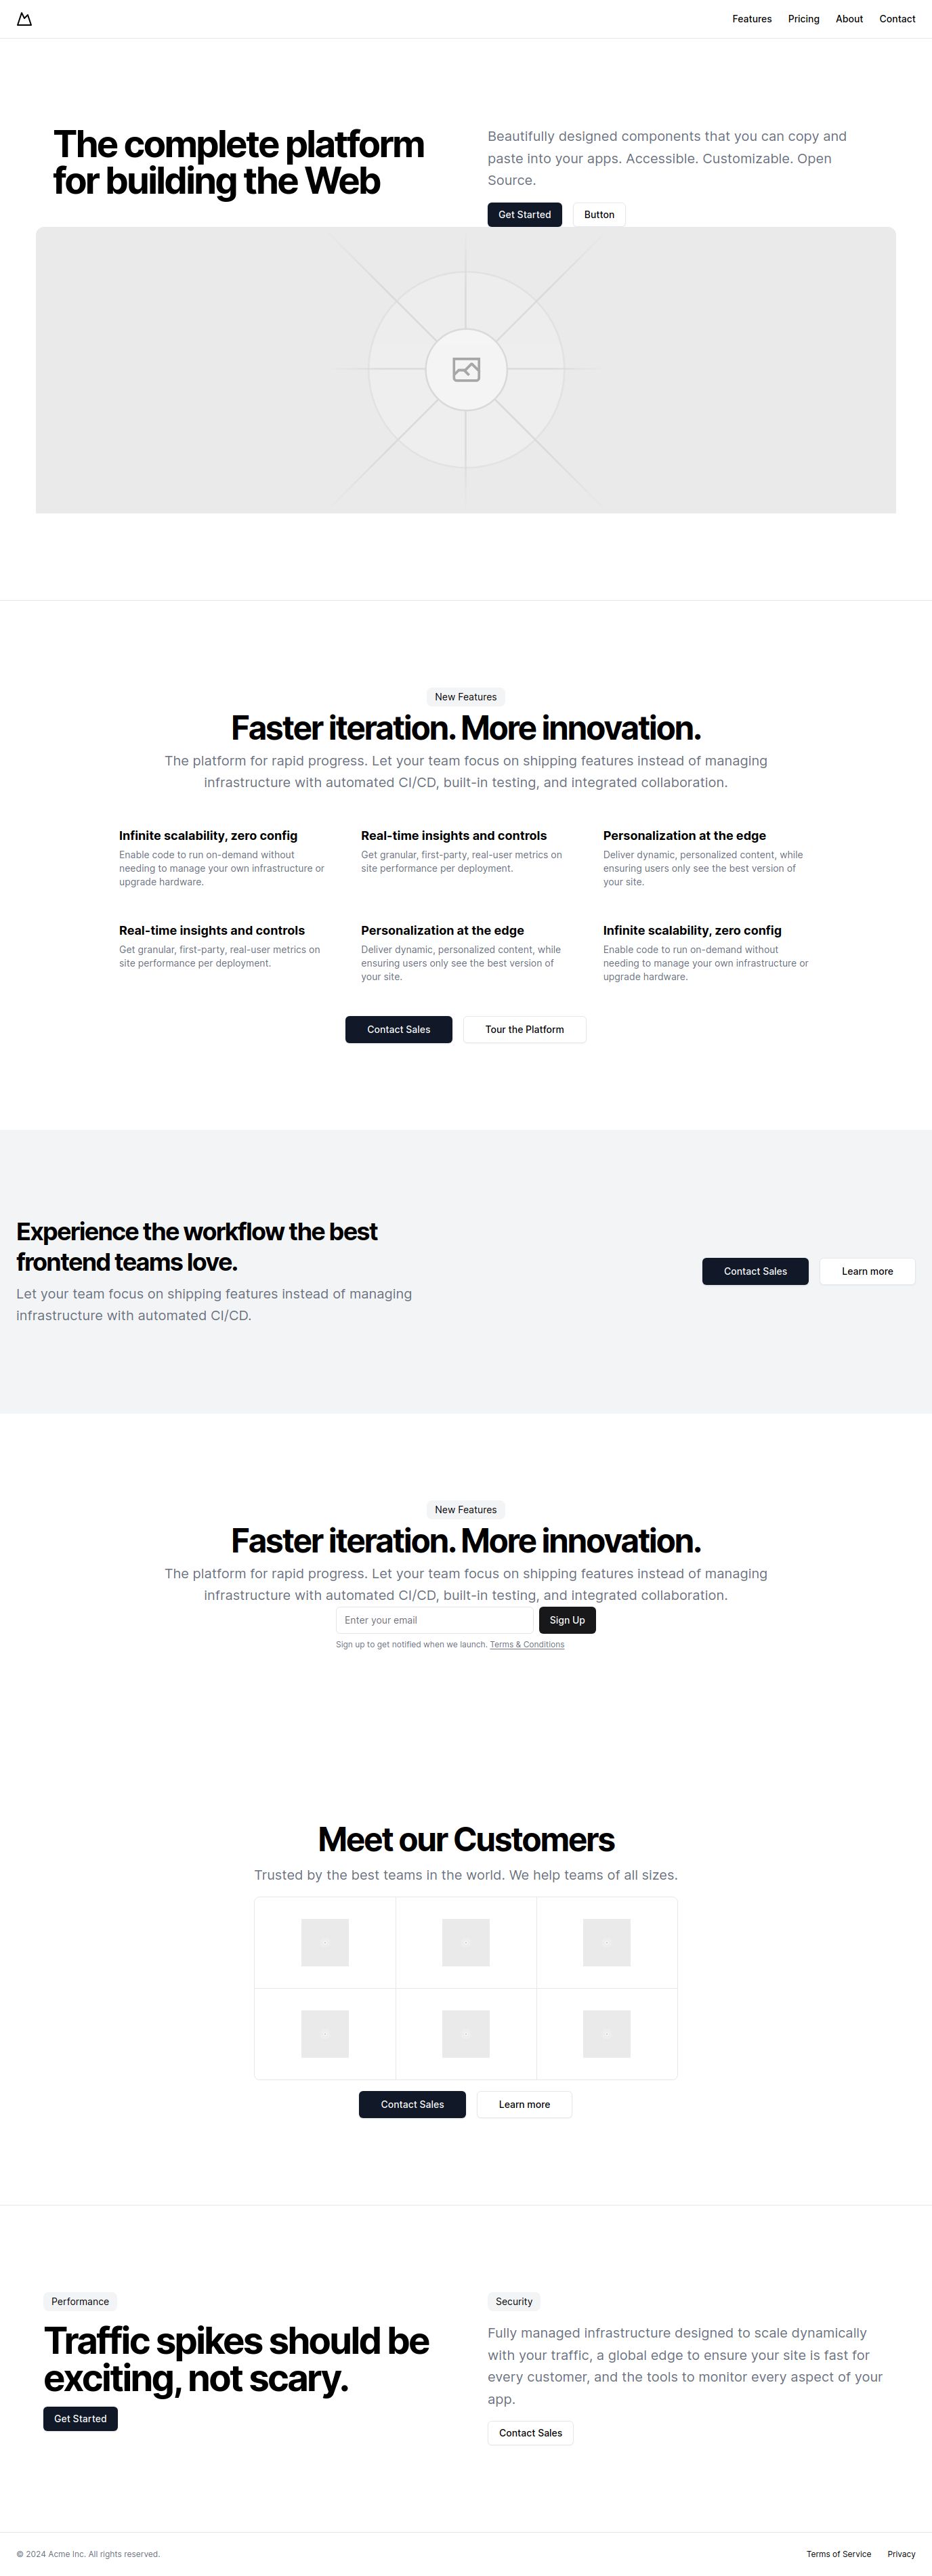 Features Pricing About Contact
The complete platform
for building the Web
Beautifully designed components that you can copy and
paste into your apps. Accessible. Customizable. Open
Source.
Get Started Button
New Features
Faster iteration. More innovation.
The platform for rapid progress. Let your team focus on shipping features instead of managing
infrastructure with automated CI/CD, built-in testing, and integrated collaboration.
Infinite scalability, zero config
Enable code to run on-demand without
needing to manage your own infrastructure or
upgrade hardware.
Real-time insights and controls
Get granular, first-party, real-user metrics on
site performance per deployment.
Personalization at the edge
Deliver dynamic, personalized content, while
ensuring users only see the best version of
your site.
Real-time insights and controls
Get granular, first-party, real-user metrics on
site performance per deployment.
Personalization at the edge
Deliver dynamic, personalized content, while
ensuring users only see the best version of
your site.
Infinite scalability, zero config
Enable code to run on-demand without
needing to manage your own infrastructure or
upgrade hardware.
Contact Sales Tour the Platform
Experience the workflow the best
frontend teams love.
Let your team focus on shipping features instead of managing
infrastructure with automated CI/CD.
Contact Sales Learn more
New Features
Faster iteration. More innovation.
The platform for rapid progress. Let your team focus on shipping features instead of managing
infrastructure with automated CI/CD, built-in testing, and integrated collaboration.
Enter your email Sign Up
Sign up to get notified when we launch. Terms & Conditions
Meet our Customers
Trusted by the best teams in the world. We help teams of all sizes.
Contact Sales Learn more
Performance
Traffic spikes should be
exciting, not scary.
Get Started
Security
Fully managed infrastructure designed to scale dynamically
with your traffic, a global edge to ensure your site is fast for
every customer, and the tools to monitor every aspect of your
app.
Contact Sales
© 2024 Acme Inc. All rights reserved.
Terms of Service Privacy